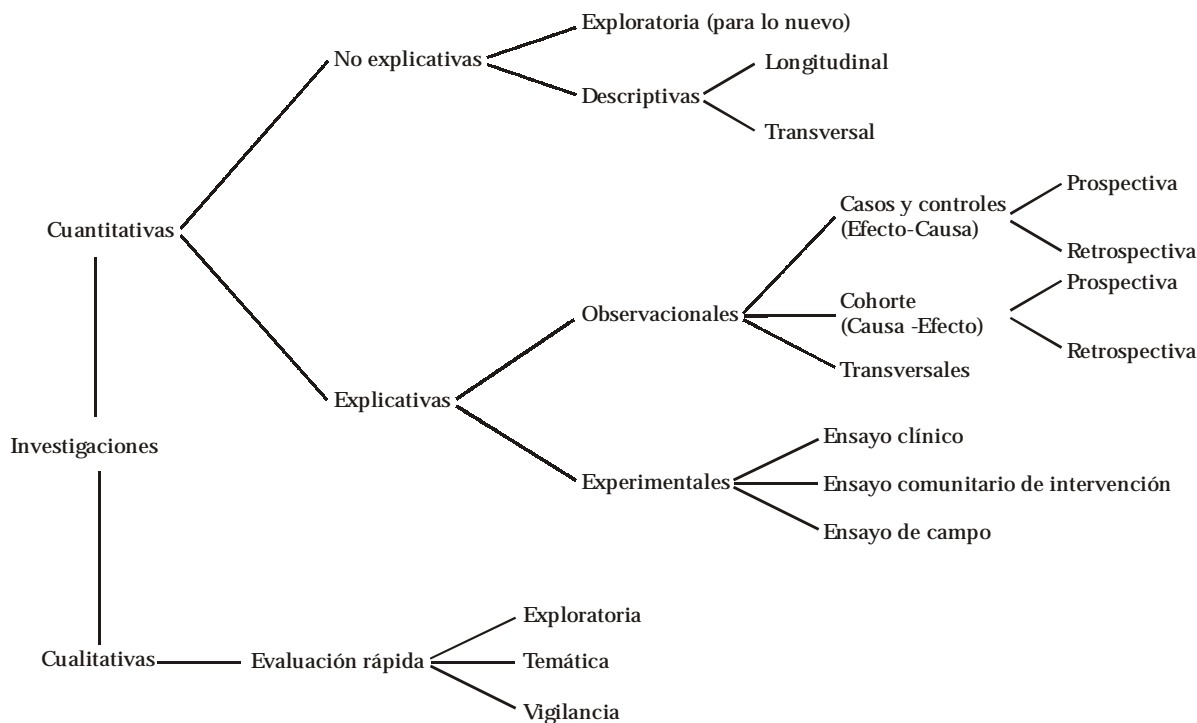 Exploratoria (para lo nuevo)
No explicativas
Longitudinal
Descriptivas
Transversal
Prospectiva
Casos y controles
(Efecto-Causa)
Cuantitativas
Retrospectiva
Prospectiva
Cohorte
(Causa -Efecto)
Observacionales
Retrospectiva
Transversales
Explicativas
Ensayo clínico
Investigaciones
Experimentales
Ensayo comunitario de intervención
Ensayo de campo
Exploratoria
Cualitativas
Evaluación rápida
Temática
Vigilancia